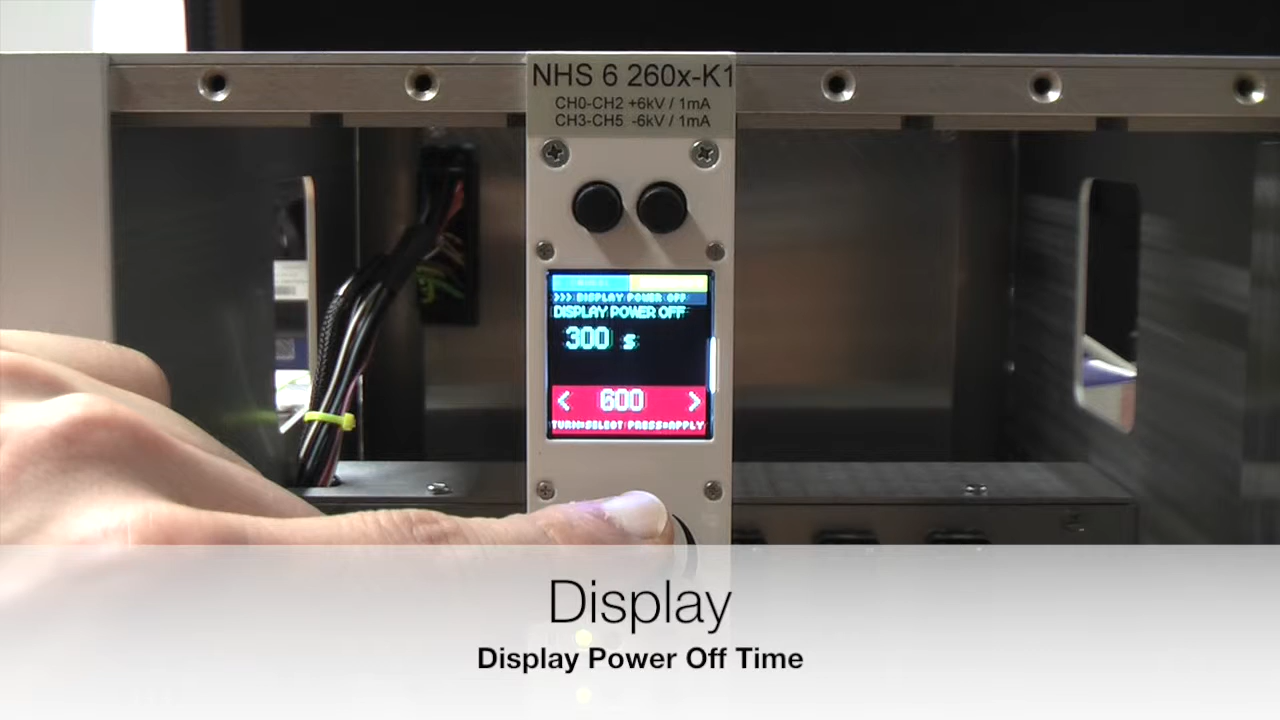 NHS 6 260x-K1
CH0-CH2 +6kV / 1mA
CH3-CH5 -6kV / 1mA
>>> DISPLAY POWER OFF
DISPLAY POWER OFF
300 s
< 600 >
TURN=SELECT PRESS=APPLY
Display
Display Power Off Time